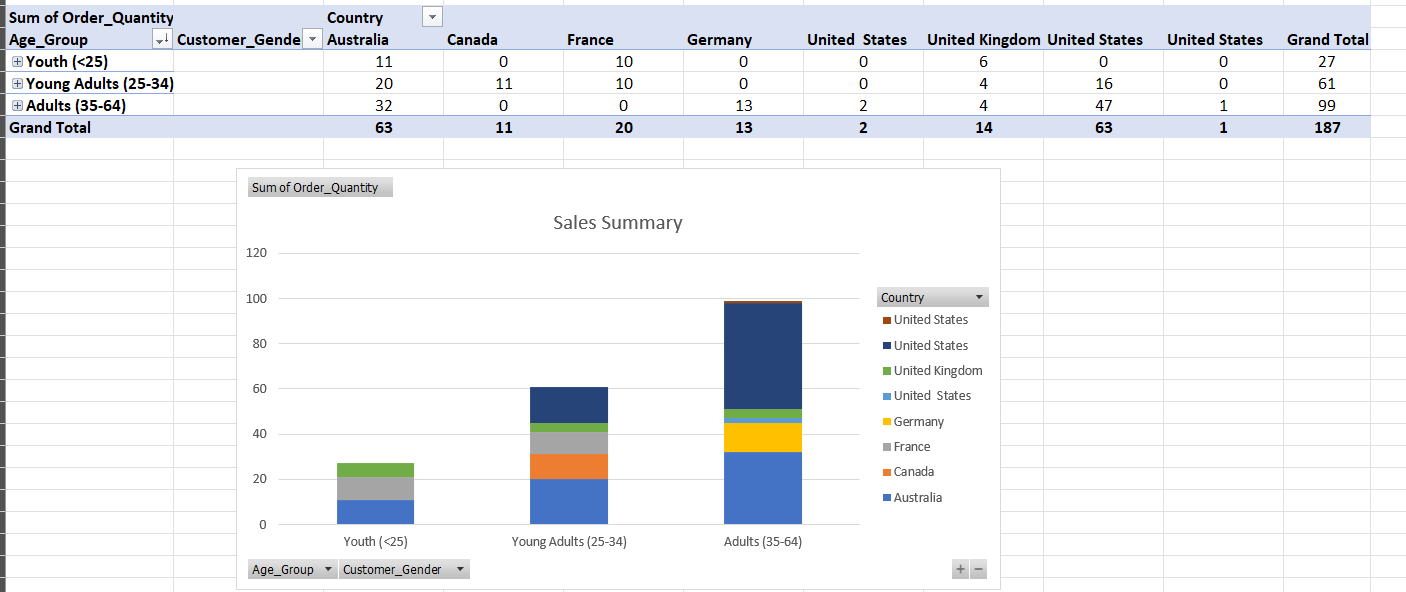 Sum of Order_Quantity Country
Age_Group Customer_Gende Australia Canada France Germany United  States United Kingdom United States United States Grand Total
Youth (<25) 11 0 10 0 0 6 0 0 27
Young Adults (25-34) 20 11 10 0 0 4 16 0 61
Adults (35-64) 32 0 0 13 2 4 47 1 99
Grand Total 63 11 20 13 2 14 63 1 187
Sum of Order_Quantity
Sales Summary
120
100
80
60
40
20
0
Youth (<25) Young Adults (25-34) Adults (35-64)
Country
United States
United States
United Kingdom
United  States
Germany
France
Canada
Australia
Age_Group Customer_Gender